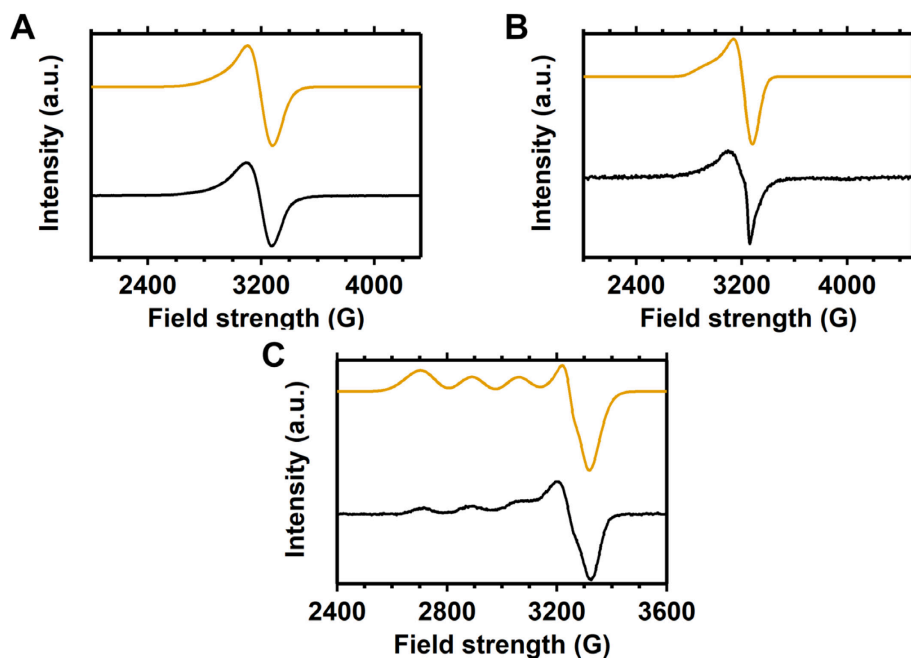 A
Intensity (a.u.)
2400 3200 4000
Field strength (G)
B
Intensity (a.u.)
2400 3200 4000
Field strength (G)
C
Intensity (a.u.)
2400 2800 3200 3600
Field strength (G)